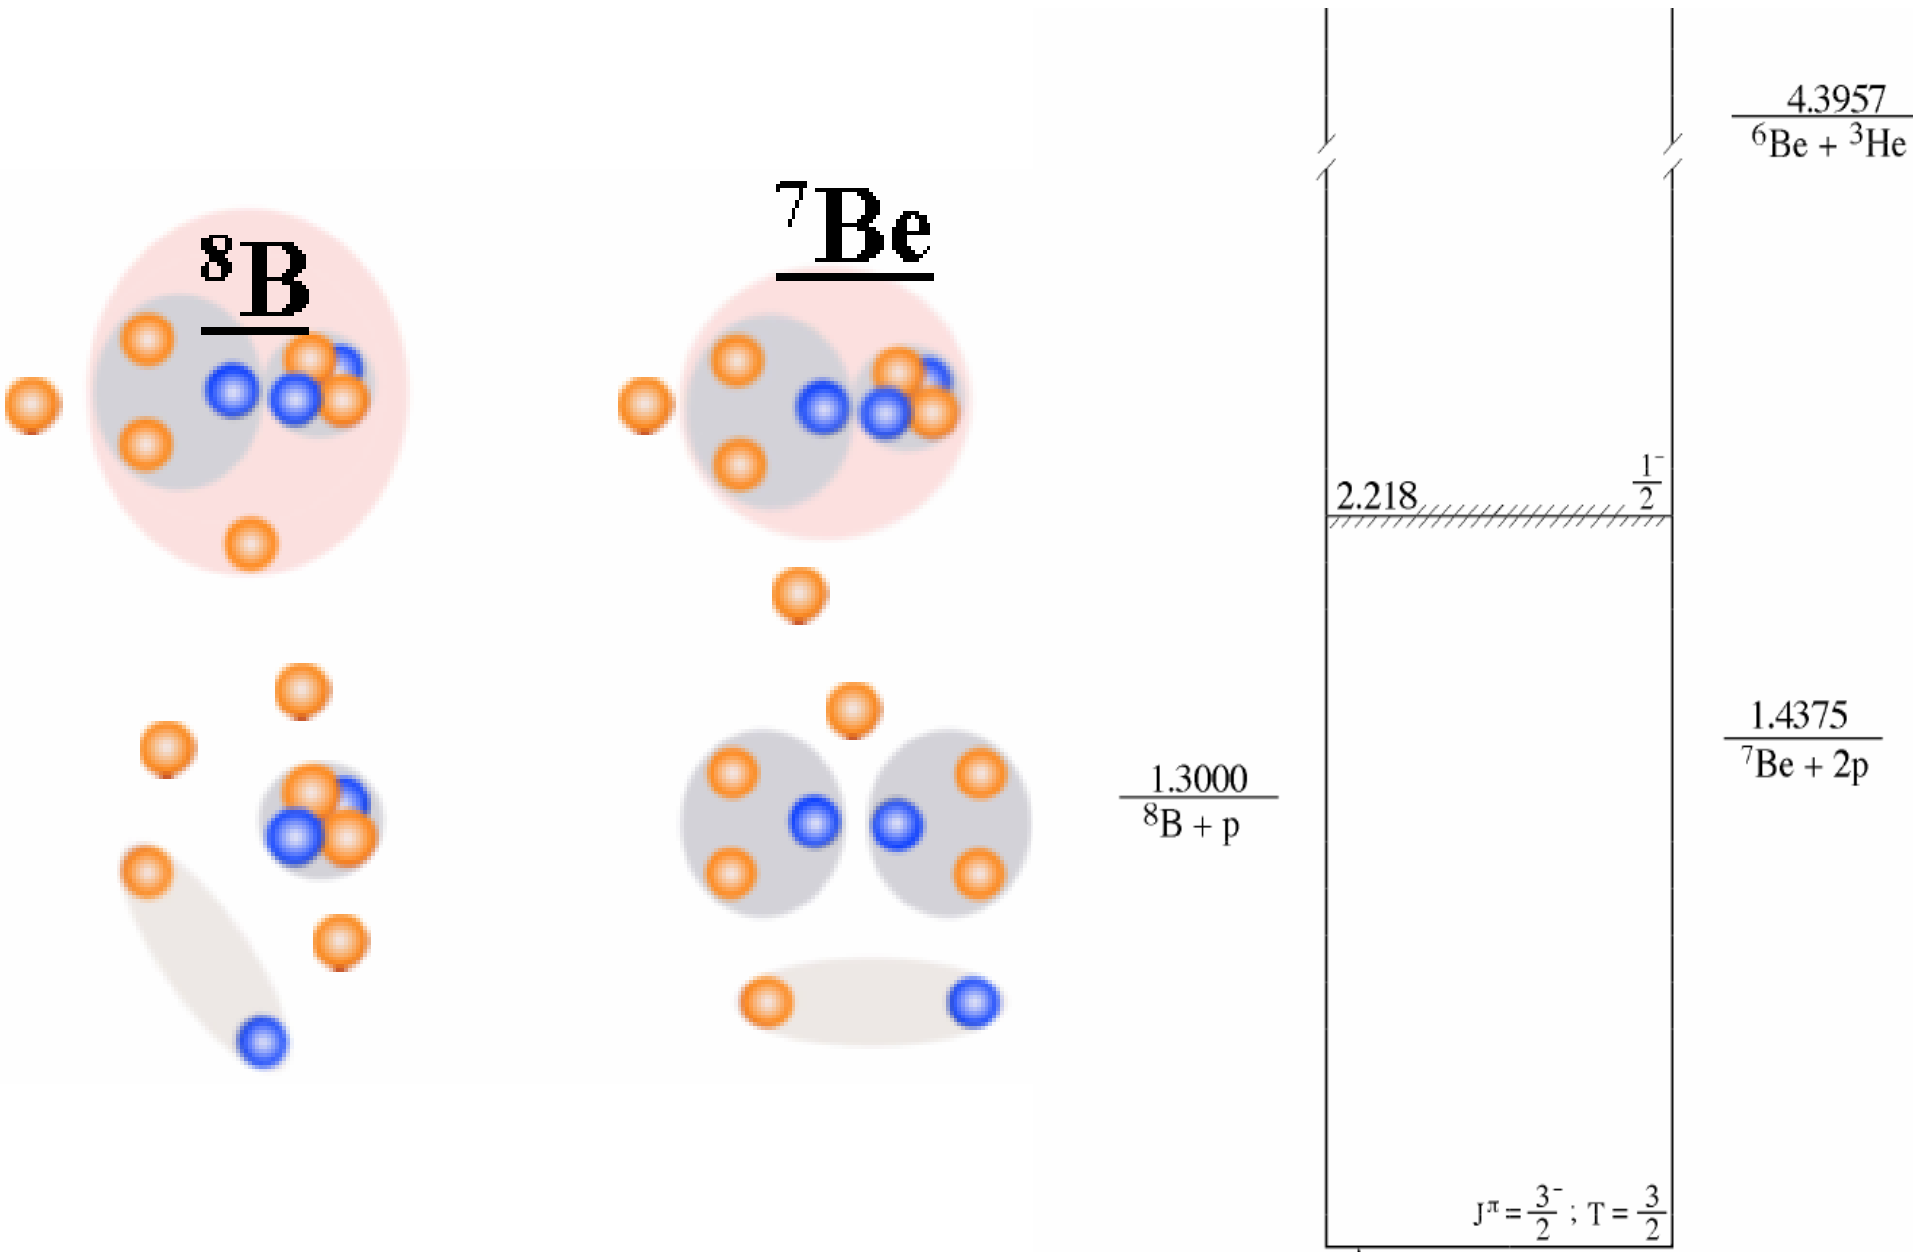 ⁸B
⁷Be
4.3957
⁶Be + ³He
2.218
1⁻/2
1.4375
⁷Be + 2p
1.3000
⁸B + p
Jπ = 3⁻/2 ; T = 3/2